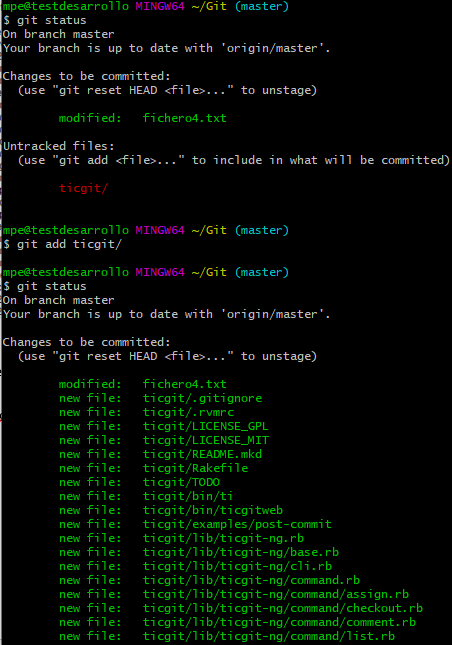 mpe@testdesarrollo MINGW64 ~/Git (master)
$ git status
On branch master
Your branch is up to date with 'origin/master'.
Changes to be committed:
(use "git reset HEAD <file>..." to unstage)
modified: fichero4.txt
Untracked files:
(use "git add <file>..." to include in what will be committed)
ticgit/
mpe@testdesarrollo MINGW64 ~/Git (master)
$ git add ticgit/
mpe@testdesarrollo MINGW64 ~/Git (master)
$ git status
On branch master
Your branch is up to date with 'origin/master'.
Changes to be committed:
(use "git reset HEAD <file>..." to unstage)
modified: fichero4.txt
new file: ticgit/.gitignore
new file: ticgit/.rvmrc
new file: ticgit/LICENSE_GPL
new file: ticgit/LICENSE_MIT
new file: ticgit/README.mkd
new file: ticgit/Rakefile
new file: ticgit/TODO
new file: ticgit/bin/ti
new file: ticgit/bin/ticgitweb
new file: ticgit/examples/post-commit
new file: ticgit/lib/ticgit-ng.rb
new file: ticgit/lib/ticgit-ng/base.rb
new file: ticgit/lib/ticgit-ng/cli.rb
new file: ticgit/lib/ticgit-ng/command.rb
new file: ticgit/lib/ticgit-ng/command/assign.rb
new file: ticgit/lib/ticgit-ng/command/checkout.rb
new file: ticgit/lib/ticgit-ng/command/comment.rb
new file: ticgit/lib/ticgit-ng/command/list.rb